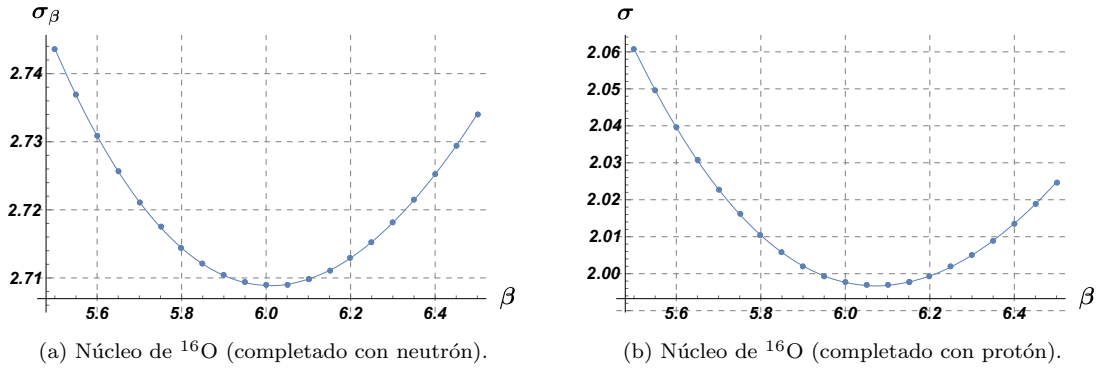 σβ
2.74
2.73
2.72
2.71
5.6 5.8 6.0 6.2 6.4
β
(a) Núcleo de ¹⁶O (completado con neutrón).
σ
2.06
2.05
2.04
2.03
2.02
2.01
2.00
5.6 5.8 6.0 6.2 6.4
β
(b) Núcleo de ¹⁶O (completado con protón).